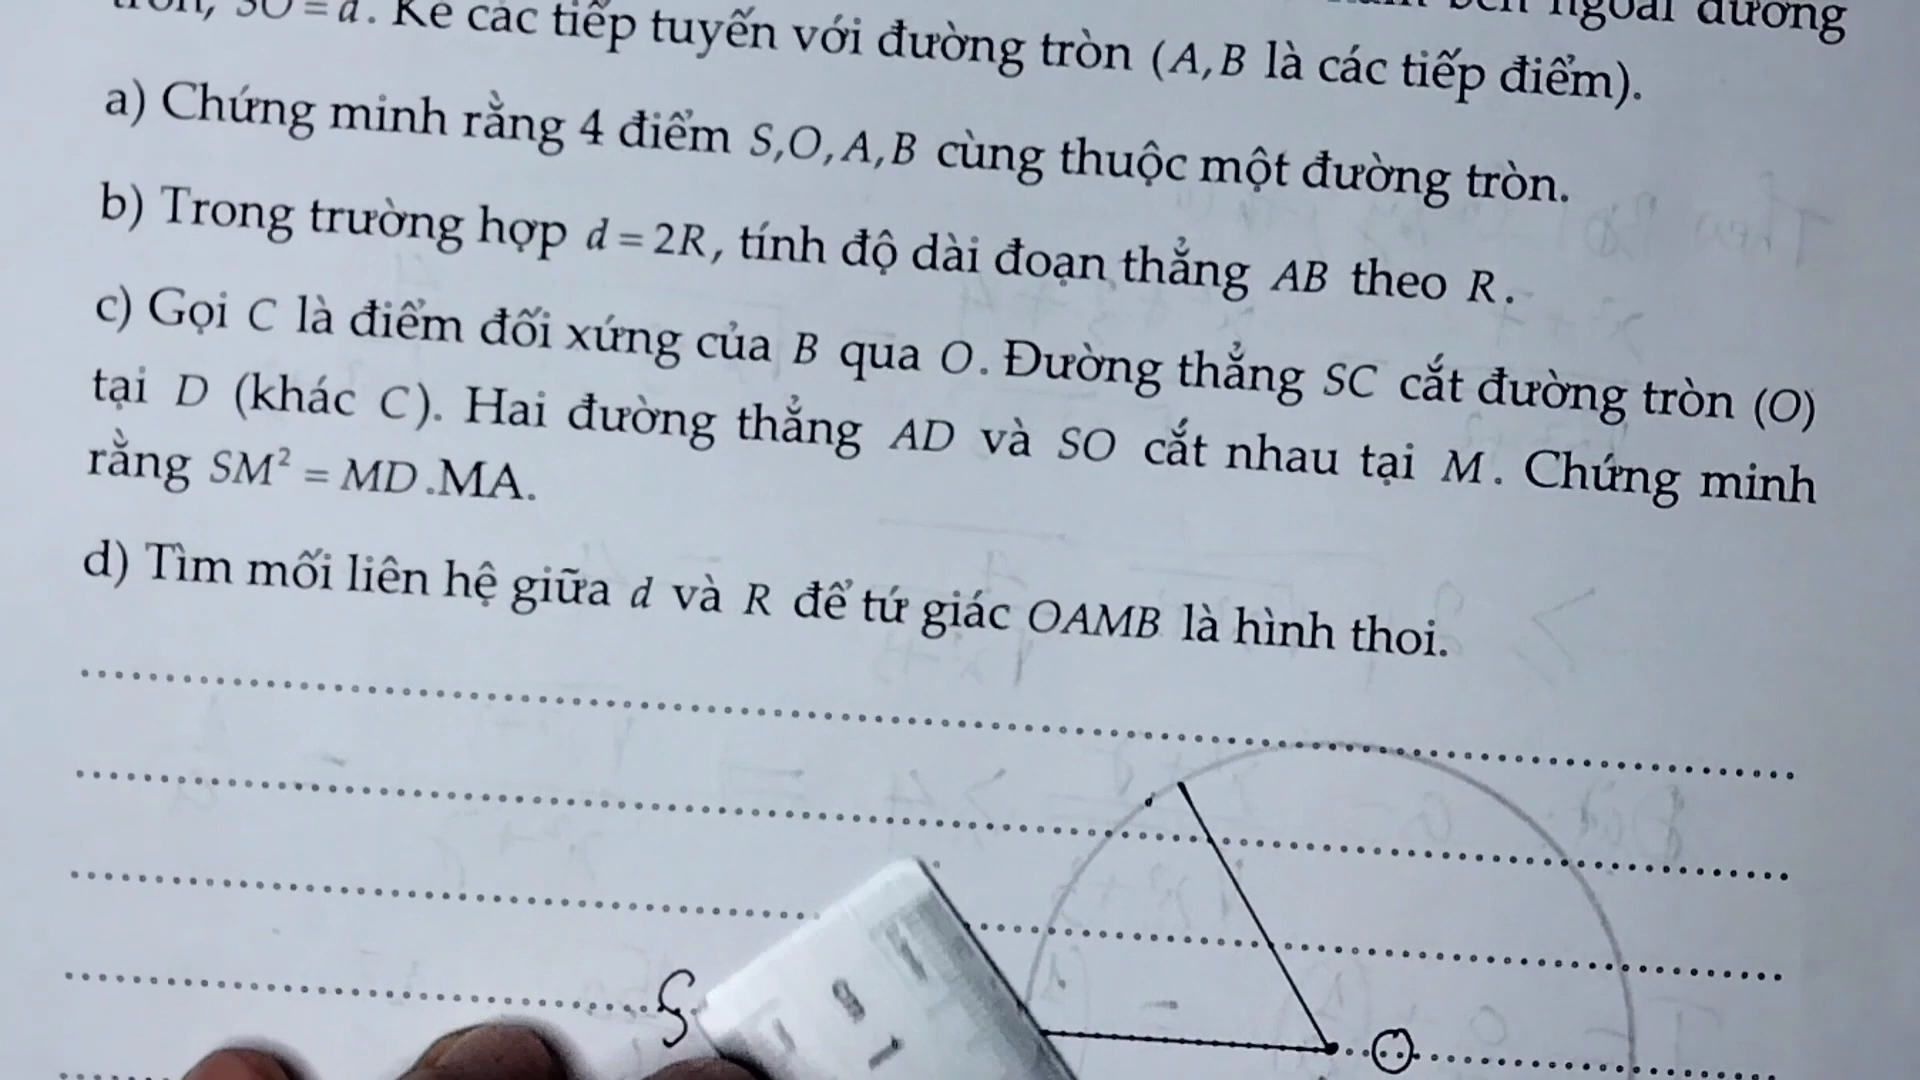 SO = d. Kẻ các tiếp tuyến với đường tròn (A,B là các tiếp điểm).
a) Chứng minh rằng 4 điểm S,O,A,B cùng thuộc một đường tròn.
b) Trong trường hợp d = 2R, tính độ dài đoạn thẳng AB theo R.
c) Gọi C là điểm đối xứng của B qua O. Đường thẳng SC cắt đường tròn (O)
tại D (khác C). Hai đường thẳng AD và SO cắt nhau tại M. Chứng minh
rằng SM² = MD.MA.
d) Tìm mối liên hệ giữa d và R để tứ giác OAMB là hình thoi.
S
O